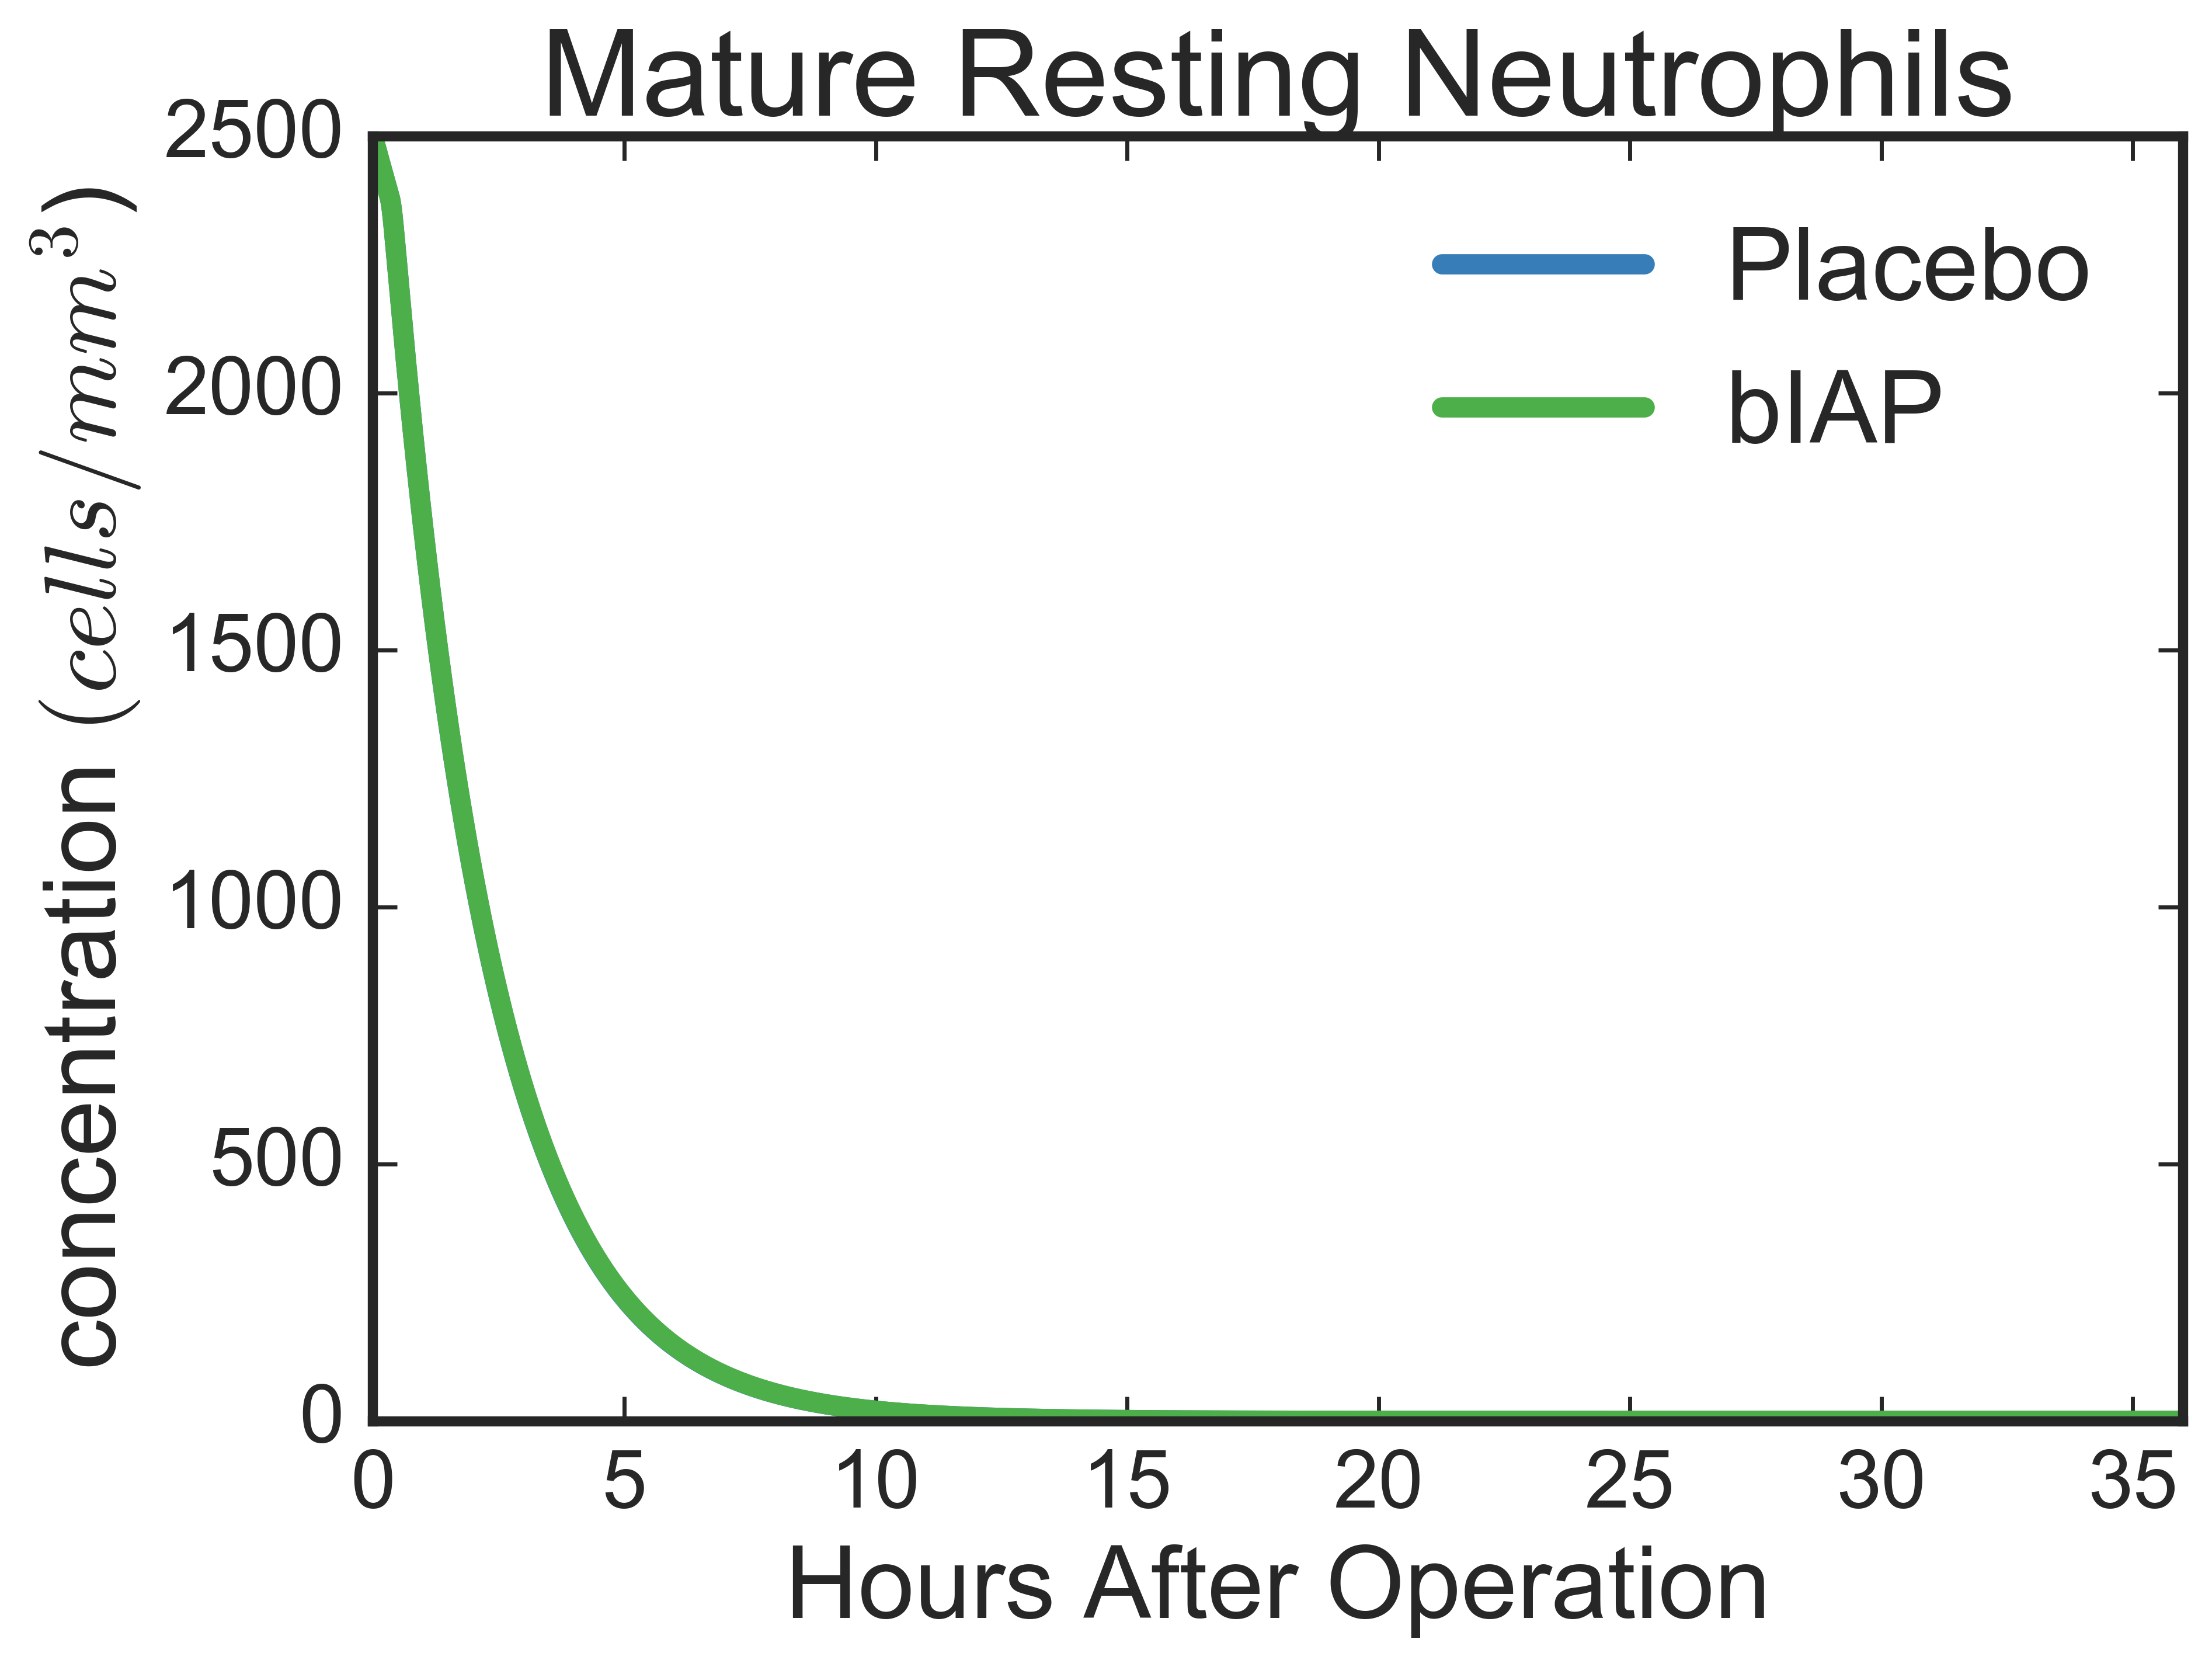 Mature Resting Neutrophils
concentration (cells/mm³)
2500
2000
1500
1000
500
0
Placebo
bIAP
0 5 10 15 20 25 30 35
Hours After Operation